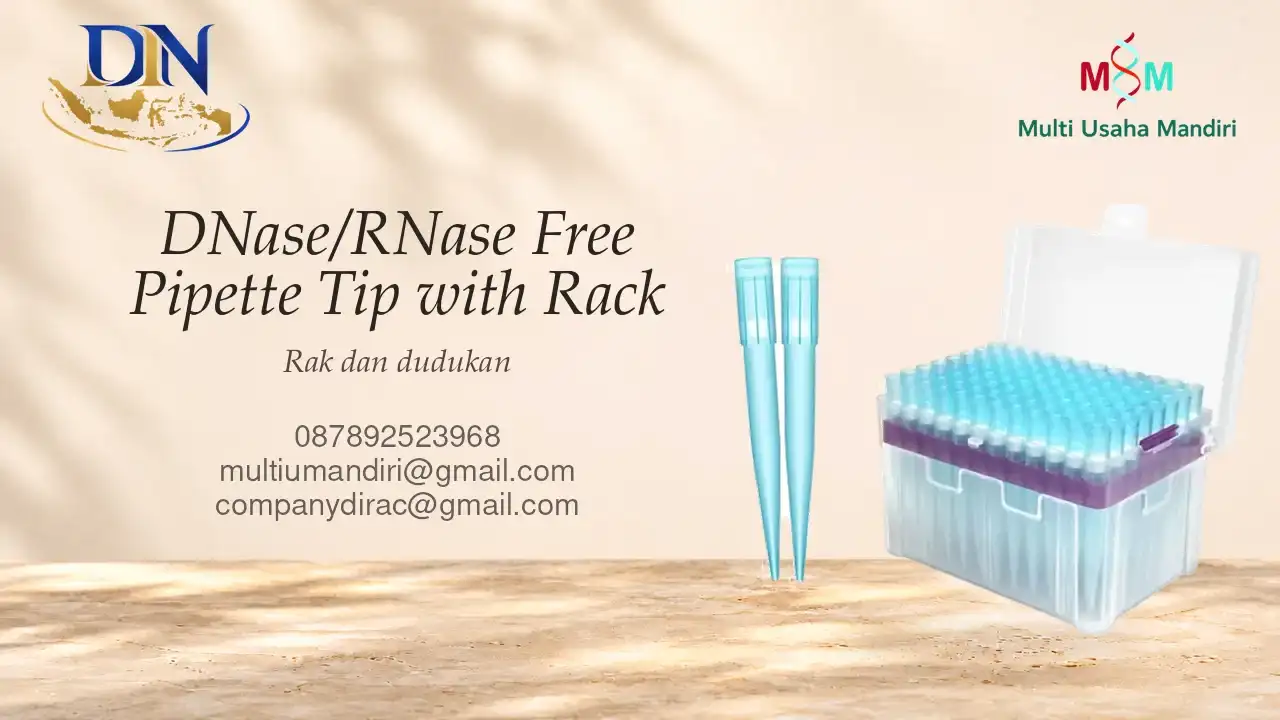 DIN
MSM
Multi Usaha Mandiri
DNase/RNase Free
Pipette Tip with Rack
Rak dan dudukan
087892523968
multiumandiri@gmail.com
companydirac@gmail.com